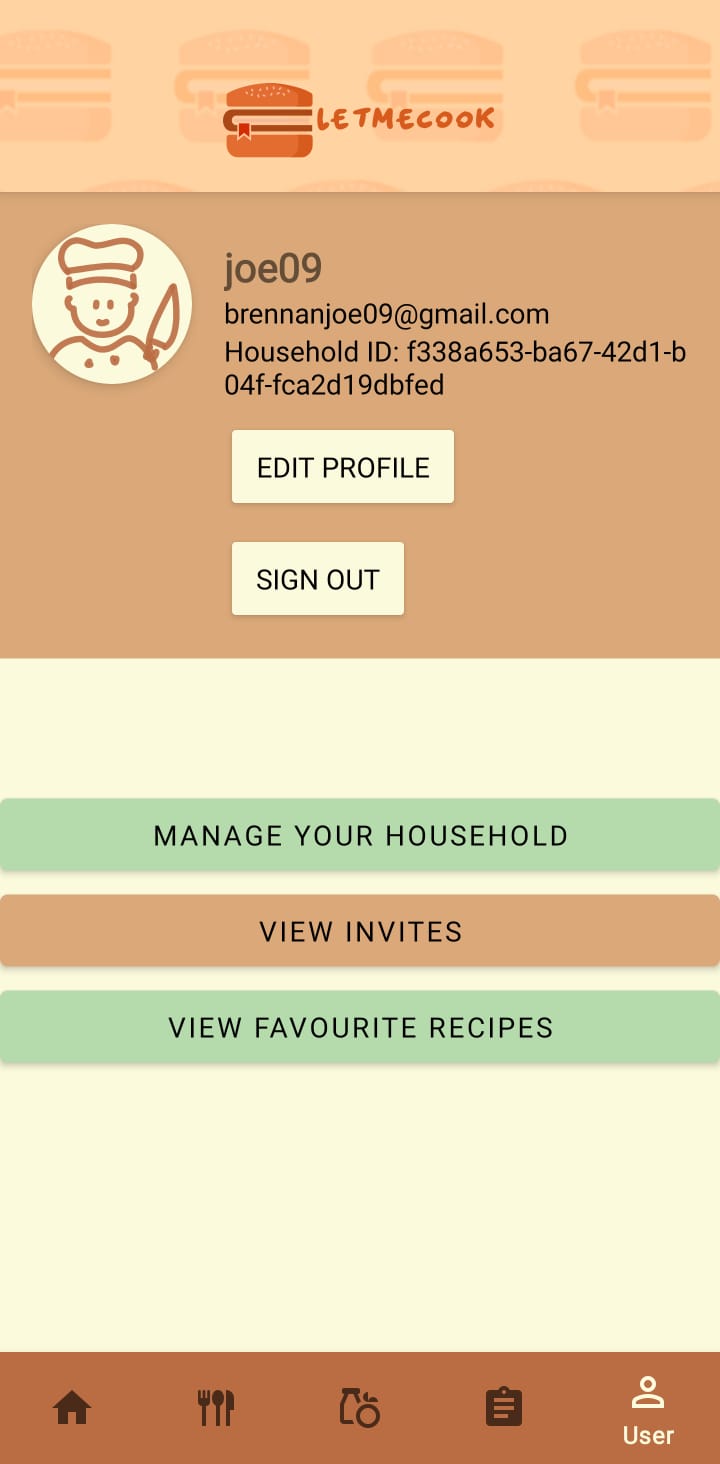 LETMECOOK
joe09
brennanjoe09@gmail.com
Household ID: f338a653-ba67-42d1-b
04f-fca2d19dbfed
EDIT PROFILE
SIGN OUT
MANAGE YOUR HOUSEHOLD
VIEW INVITES
VIEW FAVOURITE RECIPES
User